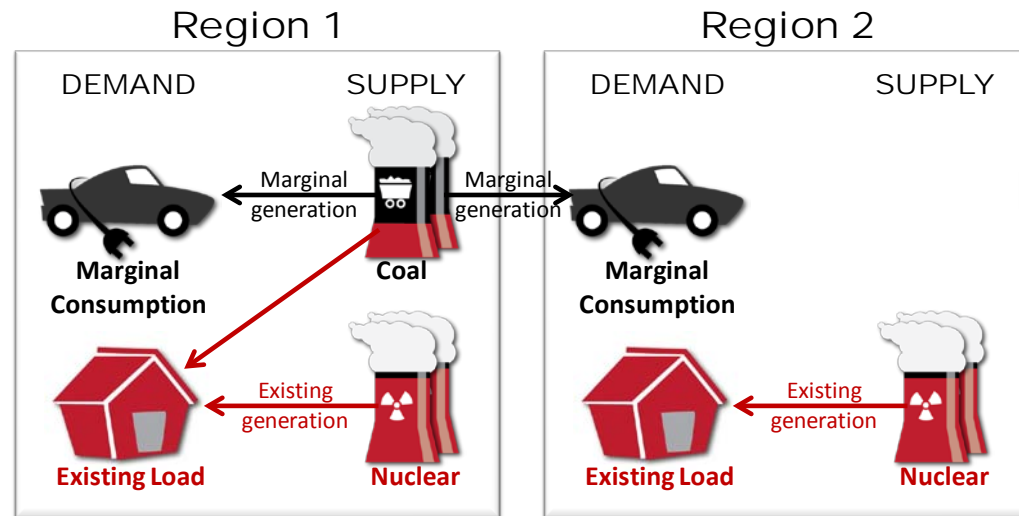 Region 1
DEMAND
SUPPLY
Marginal
generation
Marginal
generation
Marginal
Consumption
Coal
Existing
generation
Existing Load
Nuclear
Region 2
DEMAND
SUPPLY
Marginal
Consumption
Existing
generation
Existing Load
Nuclear